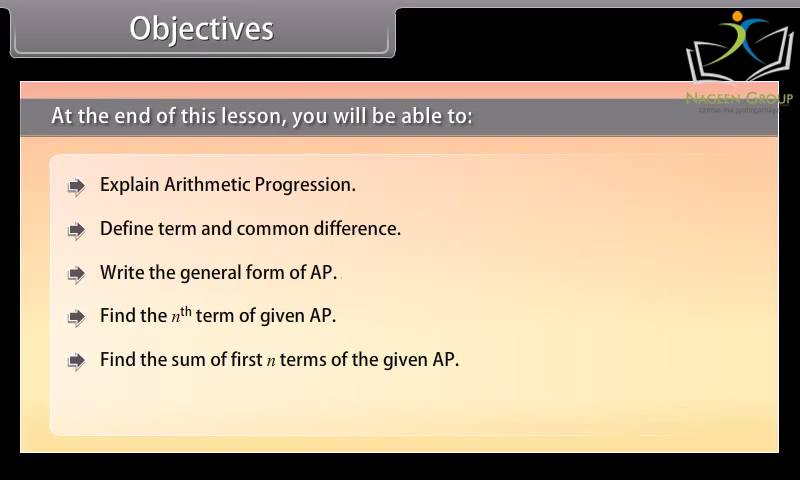 Objectives
NAGEEN GROUP
At the end of this lesson, you will be able to:
Explain Arithmetic Progression.
Define term and common difference.
Write the general form of AP.
Find the nth term of given AP.
Find the sum of first n terms of the given AP.